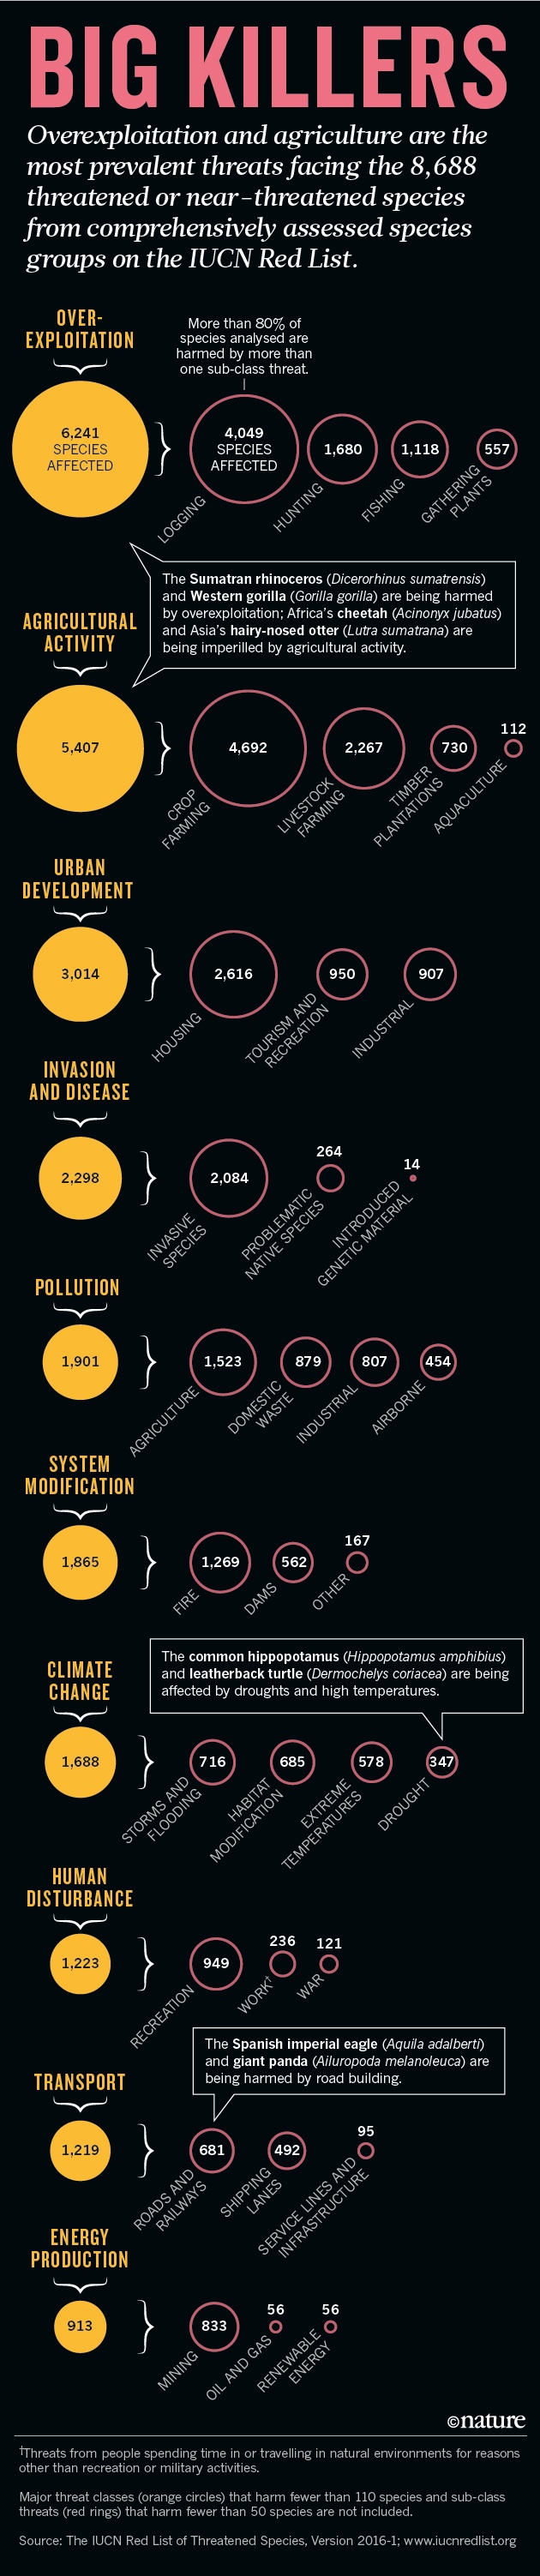 BIG KILLERS
Overexploitation and agriculture are the
most prevalent threats facing the 8,688
threatened or near-threatened species
from comprehensively assessed species
groups on the IUCN Red List.
OVER-
EXPLOITATION
More than 80% of
species analysed are
harmed by more than
one sub-class threat.
6,241
SPECIES
AFFECTED
4,049
SPECIES
AFFECTED
1,680
1,118
557
LOGGING
HUNTING
FISHING
GATHERING
PLANTS
The Sumatran rhinoceros (Dicerorhinus sumatrensis)
and Western gorilla (Gorilla gorilla) are being harmed
by overexploitation; Africa's cheetah (Acinonyx jubatus)
and Asia's hairy-nosed otter (Lutra sumatrana) are
being imperilled by agricultural activity.
AGRICULTURAL
ACTIVITY
5,407
4,692
2,267
730
112
CROP
FARMING
LIVESTOCK
FARMING
TIMBER
PLANTATIONS
AQUACULTURE
URBAN
DEVELOPMENT
3,014
2,616
950
907
HOUSING
TOURISM AND
RECREATION
INDUSTRIAL
INVASION
AND DISEASE
2,298
2,084
264
14
INVASIVE
SPECIES
PROBLEMATIC
NATIVE SPECIES
INTRODUCED
GENETIC MATERIAL
POLLUTION
1,901
1,523
879
807
454
AGRICULTURE
DOMESTIC
WASTE
INDUSTRIAL
AIRBORNE
SYSTEM
MODIFICATION
1,865
1,269
562
167
FIRE
DAMS
OTHER
The common hippopotamus (Hippopotamus amphibius)
and leatherback turtle (Dermochelys coriacea) are being
affected by droughts and high temperatures.
CLIMATE
CHANGE
1,688
716
685
578
347
STORMS AND
FLOODING
HABITAT
MODIFICATION
EXTREME
TEMPERATURES
DROUGHT
HUMAN
DISTURBANCE
1,223
949
236
121
RECREATION
WORK†
WAR
The Spanish imperial eagle (Aquila adalberti)
and giant panda (Ailuropoda melanoleuca) are
being harmed by road building.
TRANSPORT
1,219
681
492
95
ROADS AND
RAILWAYS
SHIPPING
LANES
SERVICE LINES AND
INFRASTRUCTURE
ENERGY
PRODUCTION
913
833
56
56
MINING
OIL AND GAS
RENEWABLE
ENERGY
©nature
†Threats from people spending time in or travelling in natural environments for reasons
other than recreation or military activities.
Major threat classes (orange circles) that harm fewer than 110 species and sub-class
threats (red rings) that harm fewer than 50 species are not included.
Source: The IUCN Red List of Threatened Species, Version 2016-1; www.iucnredlist.org